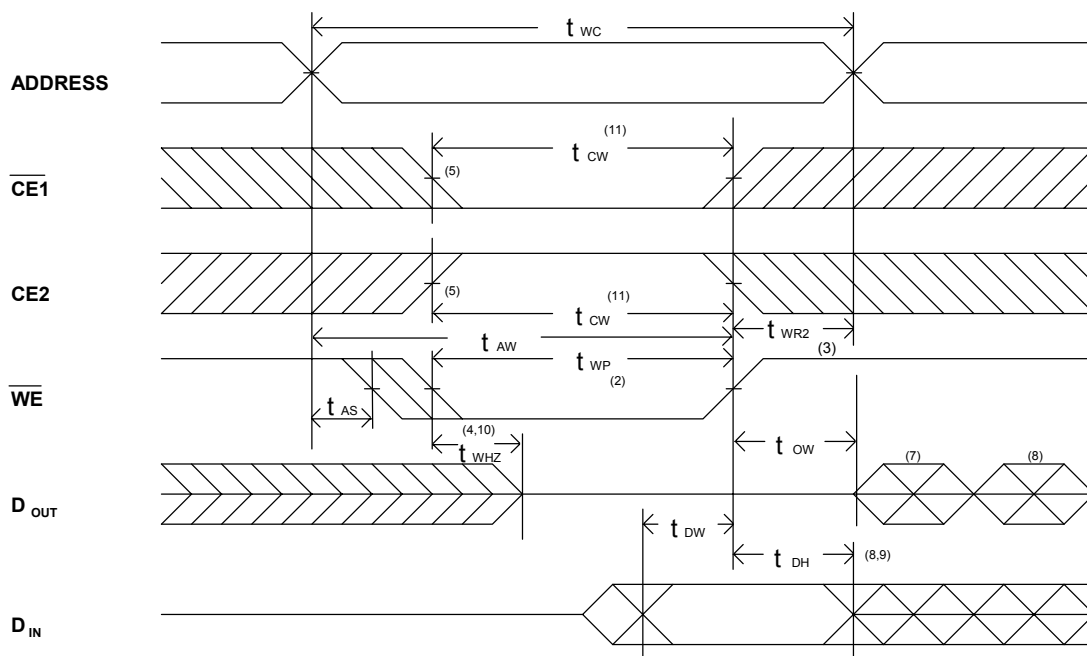 t WC
ADDRESS
(11)
t CW
CE1
(5)
CE2
(5)
(11)
t CW
t WR2
t AW
(3)
t WP
(2)
WE
t AS
(4,10)
t WHZ
t OW
(7)
(8)
D OUT
t DW
t DH
(8,9)
D IN